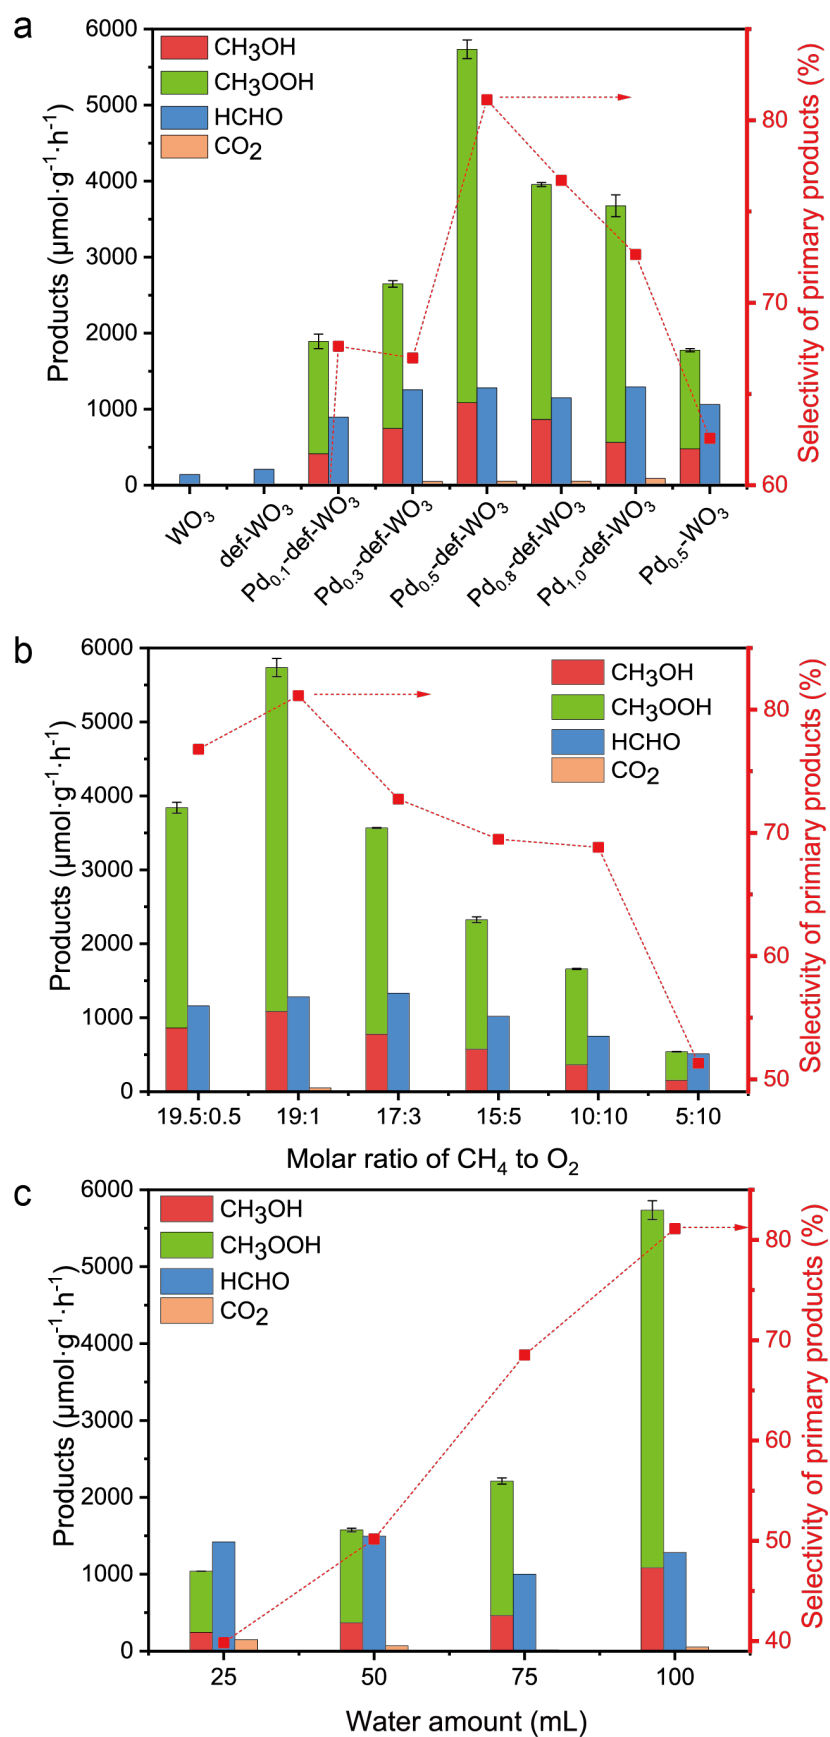 a
CH₃OH
CH₃OOH
HCHO
CO₂
Products (μmol·g⁻¹·h⁻¹)
6000
5000
4000
3000
2000
1000
0
Selectivity of primary products (%)
80
70
60
WO₃
def-WO₃
Pd₀.₁-def-WO₃
Pd₀.₃-def-WO₃
Pd₀.₅-def-WO₃
Pd₀.₈-def-WO₃
Pd₁.₀-def-WO₃
Pd₀.₅-WO₃
b
CH₃OH
CH₃OOH
HCHO
CO₂
Products (μmol·g⁻¹·h⁻¹)
6000
5000
4000
3000
2000
1000
0
Selectivity of primiary products (%)
80
70
60
50
19.5:0.5
19:1
17:3
15:5
10:10
5:10
Molar ratio of CH₄ to O₂
c
CH₃OH
CH₃OOH
HCHO
CO₂
Products (μmol·g⁻¹·h⁻¹)
6000
5000
4000
3000
2000
1000
0
Selectivity of primary products (%)
80
70
60
50
40
25
50
75
100
Water amount (mL)